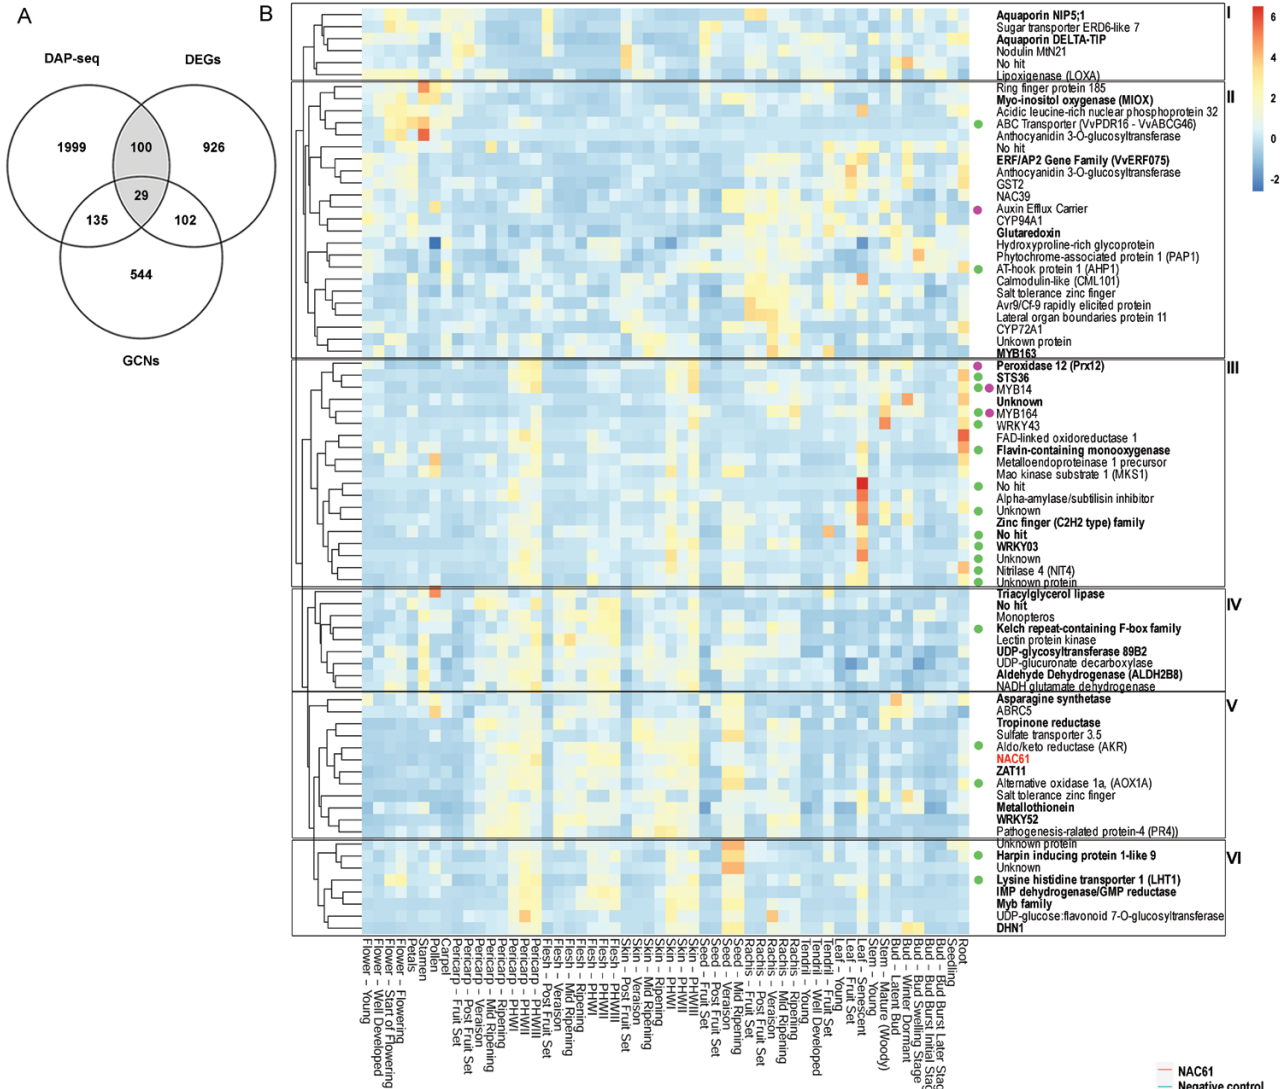 A
B
DAP-seq
DEGs
1999
100
926
29
135
102
544
GCNs
I
Aquaporin NIP5;1
Sugar transporter ERD6-like 7
Aquaporin DELTA-TIP
Nodulin MtN21
No hit
Lipoxigenase (LOXA)
II
Ring finger protein 185
Myo-inositol oxygenase (MIOX)
Acidic leucine-rich nuclear phosphoprotein 32
ABC Transporter (VvPDR16 - VvABCG46)
Anthocyanidin 3-O-glucosyltransferase
No hit
ERF/AP2 Gene Family (VvERF075)
Anthocyanidin 3-O-glucosyltransferase
GST2
NAC39
Auxin Efflux Carrier
CYP94A1
Glutaredoxin
Hydroxyproline-rich glycoprotein
Phytochrome-associated protein 1 (PAP1)
AT-hook protein 1 (AHP1)
Calmodulin-like (CML101)
Salt tolerance zinc finger
Avr9/Cf-9 rapidly elicited protein
Lateral organ boundaries protein 11
CYP72A1
Unkown protein
MYB163
III
Peroxidase 12 (Prx12)
STS36
MYB14
Unknown
MYB164
WRKY43
FAD-linked oxidoreductase 1
Flavin-containing monooxygenase
Metalloendoproteinase 1 precursor
Mao kinase substrate 1 (MKS1)
No hit
Alpha-amylase/subtilisin inhibitor
Unknown
Zinc finger (C2H2 type) family
No hit
WRKY03
Unknown
Nitrilase 4 (NIT4)
Unknown protein
IV
Triacylglycerol lipase
No hit
Monopteros
Kelch repeat-containing F-box family
Lectin protein kinase
UDP-glycosyltransferase 89B2
UDP-glucuronate decarboxylase
Aldehyde Dehydrogenase (ALDH2B8)
NADH glutamate dehydrogenase
V
Asparagine synthetase
ABRC5
Tropinone reductase
Sulfate transporter 3.5
Aldo/keto reductase (AKR)
NAC61
ZAT11
Alternative oxidase 1a, (AOX1A)
Salt tolerance zinc finger
Metallothionein
WRKY52
Pathogenesis-ralated protein-4 (PR4))
VI
Unknown protein
Harpin inducing protein 1-like 9
Unknown
Lysine histidine transporter 1 (LHT1)
IMP dehydrogenase/GMP reductase
Myb family
UDP-glucose:flavonoid 7-O-glucosyltransferase
DHN1
6
4
2
0
-2
Flower – Young
Flower – Well Developed
Flower – Start of Flowering
Flower – Flowering
Petals
Stamen
Pollen
Carpel
Pericarp – Fruit Set
Pericarp – Post Fruit Set
Pericarp – Veraison
Pericarp – Mid Ripening
Pericarp – Ripening
Pericarp – PHWI
Pericarp – PHWII
Pericarp – PHWIII
Flesh – Post Fruit Set
Flesh – Veraison
Flesh – Mid Ripening
Flesh – Ripening
Flesh – PHWI
Flesh – PHWII
Flesh – PHWIII
Skin – Post Fruit Set
Skin – Veraison
Skin – Mid Ripening
Skin – Ripening
Skin – PHWI
Skin – PHWII
Skin – PHWIII
Seed – Fruit Set
Seed – Post Fruit Set
Seed – Veraison
Seed – Mid Ripening
Rachis – Fruit Set
Rachis – Post Fruit Set
Rachis – Veraison
Rachis – Mid Ripening
Rachis – Ripening
Tendril – Young
Tendril – Well Developed
Tendril – Fruit Set
Leaf – Young
Leaf – Fruit Set
Leaf – Senescent
Stem – Young
Stem – Mature (Woody)
Bud – Latent Bud
Bud – Winter Dormant
Bud – Bud Swelling Stage
Bud – Bud Burst Initial Stag
Bud – Bud Burst Later Stag
Seedling
Root
NAC61
Negative control